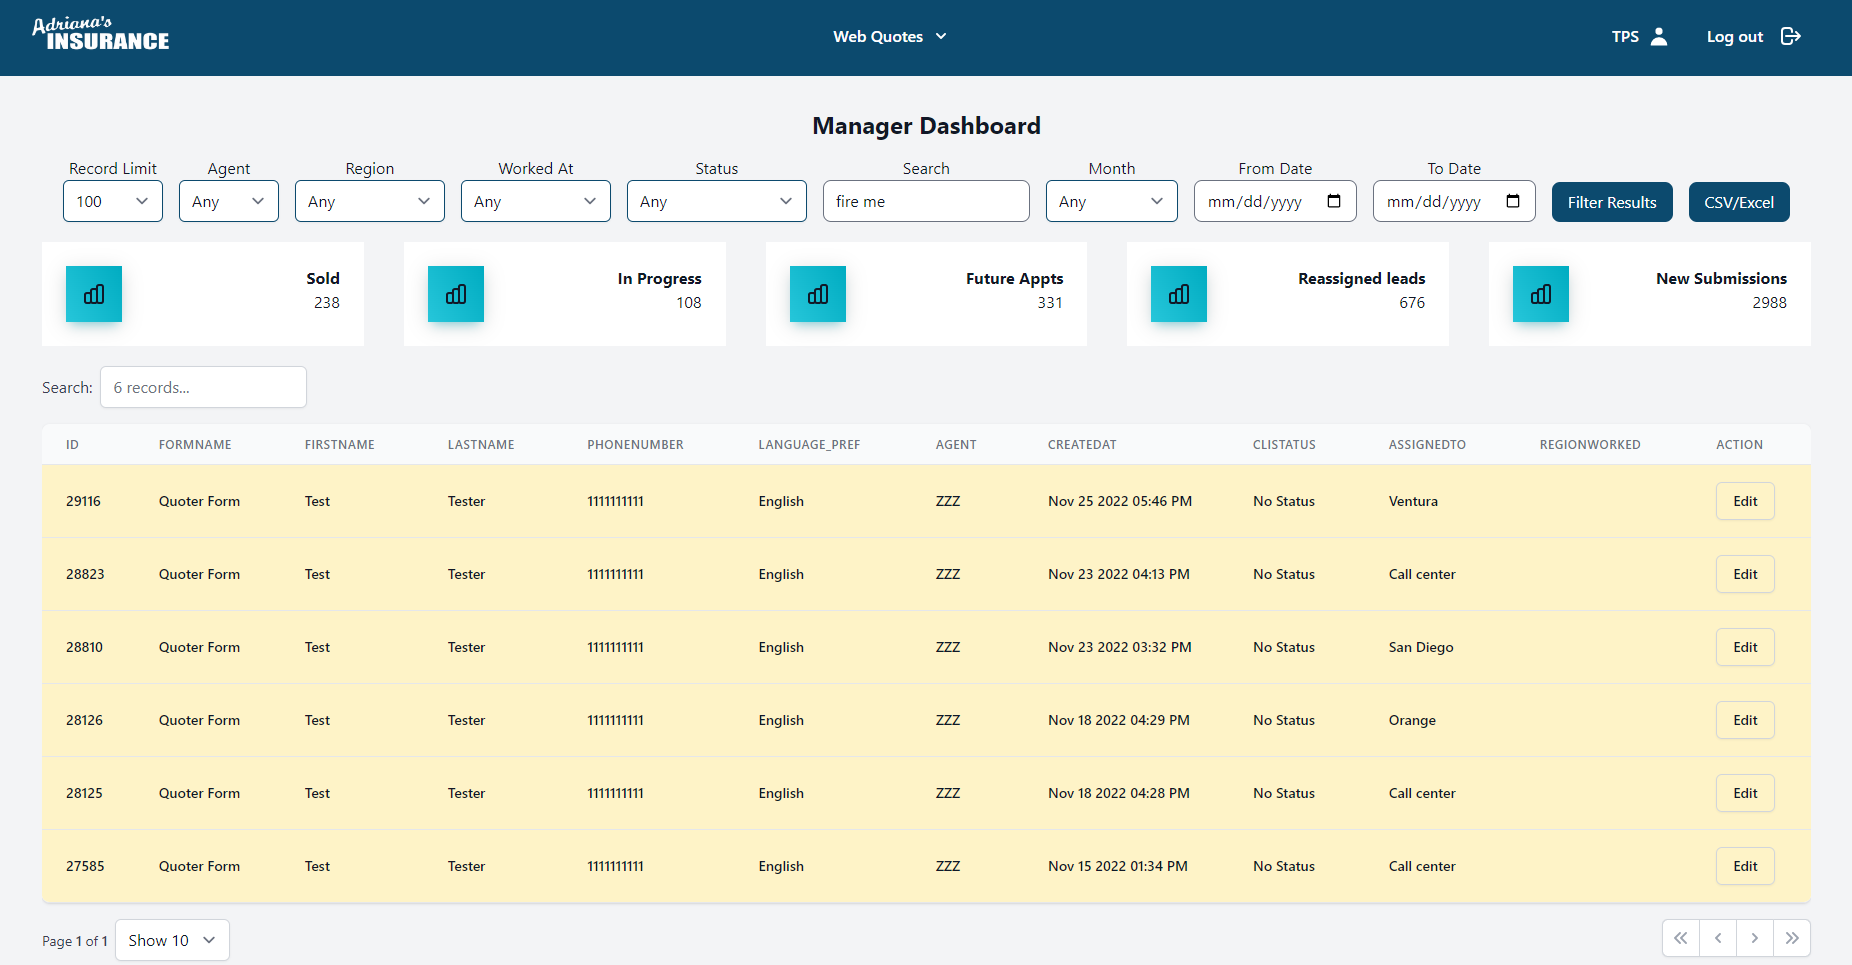 Adriana's
INSURANCE
Web Quotes
TPS
Log out
Manager Dashboard
Record Limit Agent Region Worked At Status Search Month From Date To Date
100 Any Any Any Any fire me Any mm/dd/yyyy mm/dd/yyyy Filter Results CSV/Excel
Sold
238
In Progress
108
Future Appts
331
Reassigned leads
676
New Submissions
2988
Search: 6 records...
ID FORMNAME FIRSTNAME LASTNAME PHONENUMBER LANGUAGE_PREF AGENT CREATEDAT CLISTATUS ASSIGNEDTO REGIONWORKED ACTION
29116 Quoter Form Test Tester 1111111111 English ZZZ Nov 25 2022 05:46 PM No Status Ventura Edit
28823 Quoter Form Test Tester 1111111111 English ZZZ Nov 23 2022 04:13 PM No Status Call center Edit
28810 Quoter Form Test Tester 1111111111 English ZZZ Nov 23 2022 03:32 PM No Status San Diego Edit
28126 Quoter Form Test Tester 1111111111 English ZZZ Nov 18 2022 04:29 PM No Status Orange Edit
28125 Quoter Form Test Tester 1111111111 English ZZZ Nov 18 2022 04:28 PM No Status Call center Edit
27585 Quoter Form Test Tester 1111111111 English ZZZ Nov 15 2022 01:34 PM No Status Call center Edit
Page 1 of 1 Show 10